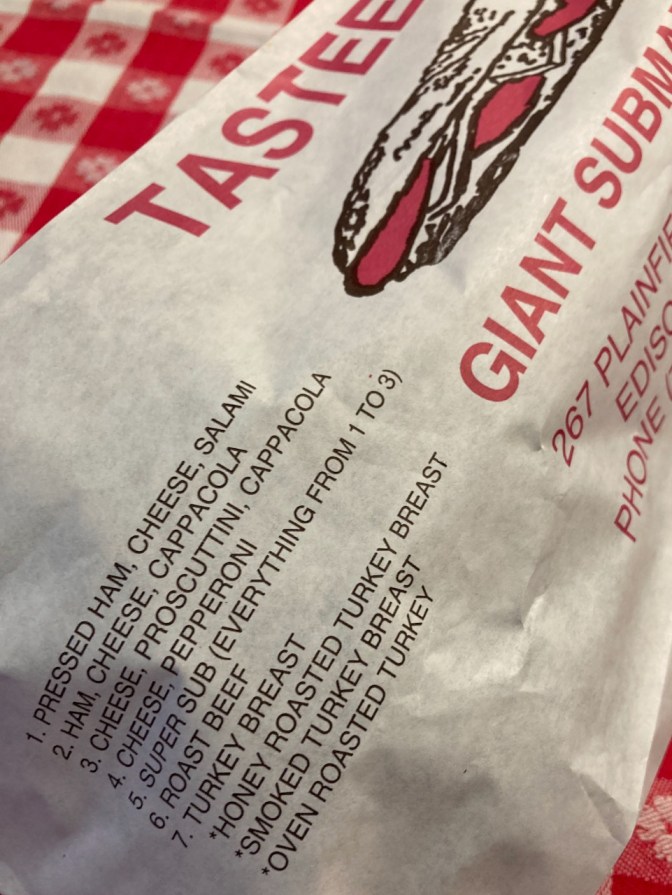 TASTEE
GIANT SUBMA
267 PLAINFI
EDISO
PHONE
1. PRESSED HAM, CHEESE, SALAMI
2. HAM, CHEESE, CAPPACOLA
3. CHEESE, PROSCUTTINI, CAPPACOLA
4. CHEESE, PEPPERONI
5. SUPER SUB (EVERYTHING FROM 1 TO 3)
6. ROAST BEEF
7. TURKEY BREAST
*HONEY ROASTED TURKEY BREAST
*SMOKED TURKEY BREAST
*OVEN ROASTED TURKEY